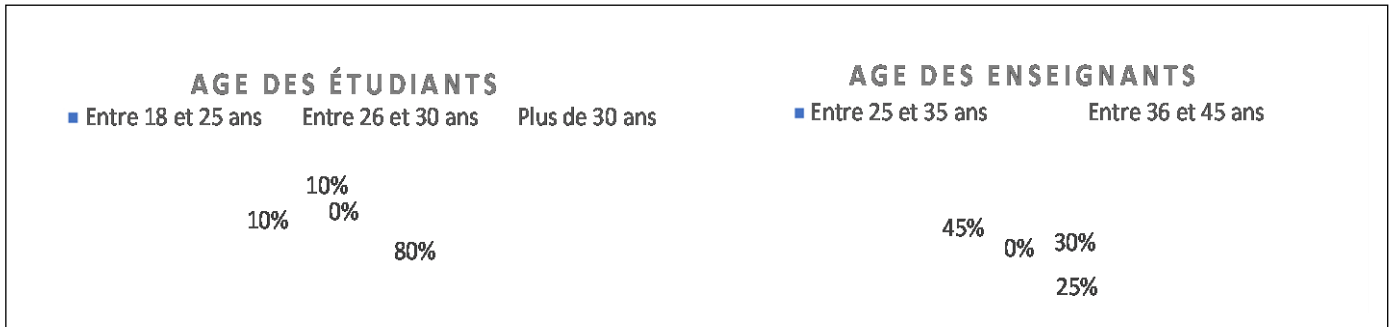 AGE DES ÉTUDIANTS
Entre 18 et 25 ans Entre 26 et 30 ans Plus de 30 ans
10%
10% 0%
80%
AGE DES ENSEIGNANTS
Entre 25 et 35 ans Entre 36 et 45 ans
45%
0% 30%
25%